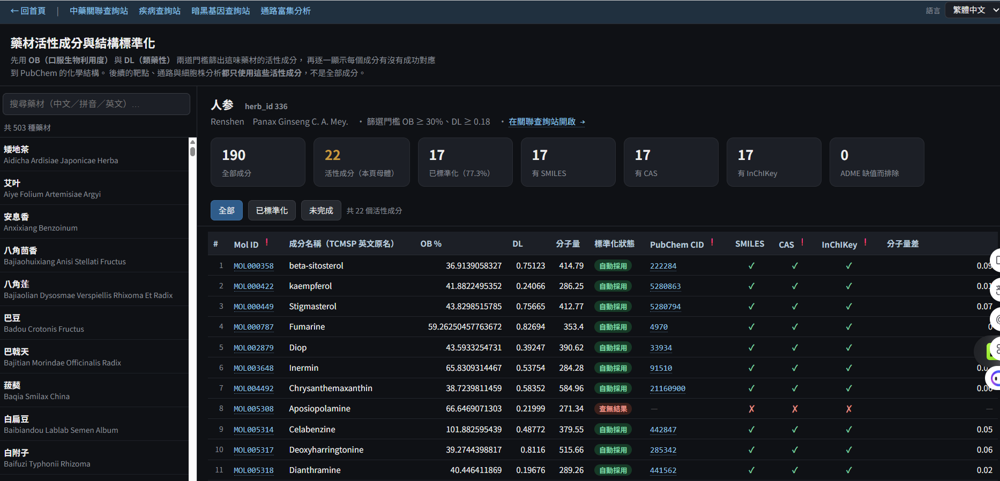 ←回首頁 | 中藥關聯查詢站 疾病查詢站 暗黑基因查詢站 通路富集分析 語言 繁體中文
藥材活性成分與結構標準化
先用 OB（口服生物利用度） 與 DL（類藥性） 兩道門檻篩出這味藥材的活性成分， 再逐一顯示每個成分有沒有成功對應
到 PubChem 的化學結構。 後續的靶點、通路與細胞株分析都只使用這些活性成分，不是全部成分。
搜尋藥材（中文／拼音／英文）…
共 503 種藥材
矮地茶
Aidicha Ardisiae Japonicae Herba
艾叶
Aiye Folium Artemisiae Argyi
安息香
Anxixiang Benzoinum
八角茴香
Bajiaohuixiang Anisi Stellati Fructus
八角莲
Bajiaolian Dysosmae Verspiellis Rhixoma Et Radix
巴豆
Badou Crotonis Fructus
巴戟天
Bajitian Morindae Officinalis Radix
菝葜
Baqia Smilax China
白扁豆
Baibiandou Lablab Semen Album
白附子
Baifuzi Typhonii Rhizoma
人参 herb_id 336
Renshen Panax Ginseng C. A. Mey. ・篩選門檻 OB ≥ 30%、DL ≥ 0.18 ・在關聯查詢站開啟 →
190 22 17 17 17 17 0
全部成分 活性成分（本頁母體） 已標準化（77.3%） 有 SMILES 有 CAS 有 InChIKey ADME 缺值而排除
全部 已標準化 未完成 共 22 個活性成分
# Mol ID ❗ 成分名稱（TCMSP 英文原名） OB % DL 分子量 標準化狀態 PubChem CID ❗ SMILES CAS ❗ InChIKey ❗ 分子量差
1 MOL000358 beta-sitosterol 36.9139058327 0.75123 414.79 自動採用 222284 ✓ ✓ ✓ 0.09
2 MOL000422 kaempferol 41.8822495352 0.24066 286.25 自動採用 5280863 ✓ ✓ ✓ 0.01
3 MOL000449 Stigmasterol 43.8298515785 0.75665 412.77 自動採用 5280794 ✓ ✓ ✓ 0.07
4 MOL000787 Fumarine 59.26250457763672 0.82694 353.4 自動採用 4970 ✓ ✓ ✓ 0
5 MOL002879 Diop 43.5933254731 0.39247 390.62 自動採用 33934 ✓ ✓ ✓
6 MOL003648 Inermin 65.8309314467 0.53754 284.28 自動採用 91510 ✓ ✓ ✓
7 MOL004492 Chrysanthemaxanthin 38.7239811459 0.58352 584.96 自動採用 21160900 ✓ ✓ ✓ 0.06
8 MOL005308 Aposiopolamine 66.6469071303 0.21999 271.34 查無結果 — ✗ ✗ ✗ —
9 MOL005314 Celabenzine 101.882595439 0.48772 379.55 自動採用 442847 ✓ ✓ ✓ 0.05
10 MOL005317 Deoxyharringtonine 39.2744398817 0.8116 515.66 自動採用 285342 ✓ ✓ ✓ 0.06
11 MOL005318 Dianthramine 40.446411869 0.19676 289.26 自動採用 441562 ✓ ✓ ✓ 0.02